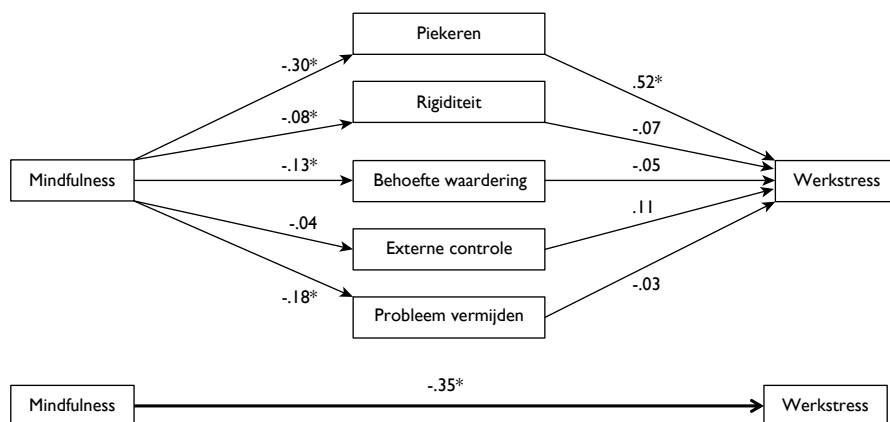 Piekeren
-.30*
.52*
Rigiditeit
-.08*
-.07
-.13*
-.05
Mindfulness
Behoefte waardering
Werkstress
-.04
.11
Externe controle
-.18*
-.03
Probleem vermijden
-.35*
Mindfulness
Werkstress